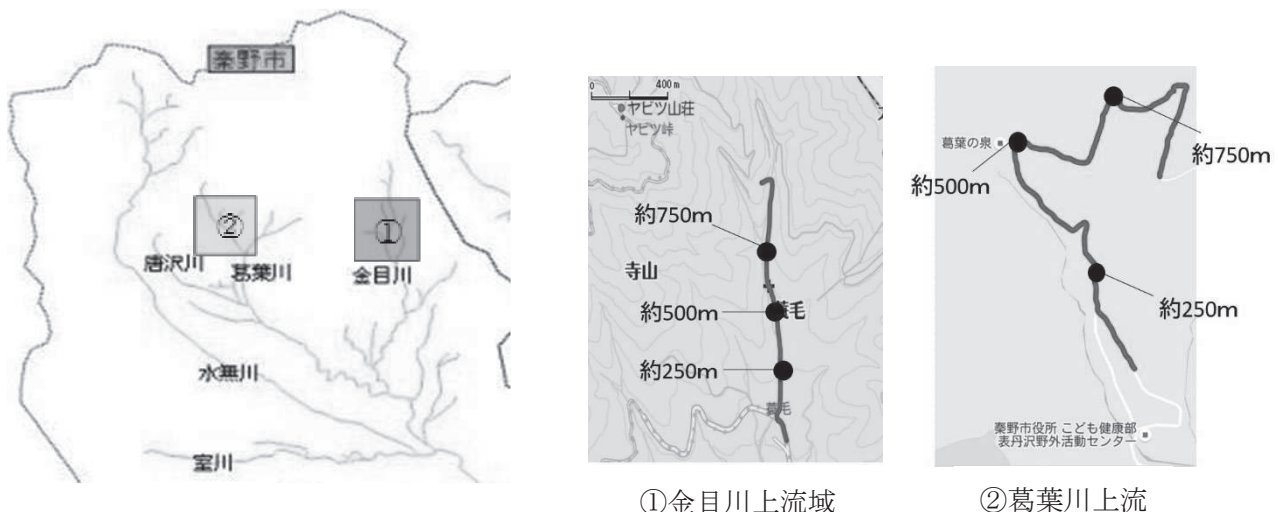 秦野市
②
①
唐沢川
葛葉川
金目川
水無川
室川
0
400 m
ヤビツ山荘
ヤビツ峠
約750m
寺山
約500m
蓑毛
約250m
蓑毛
①金目川上流域
葛葉の泉
約750m
約500m
約250m
秦野市役所 こども健康部
表丹沢野外活動センター
②葛葉川上流